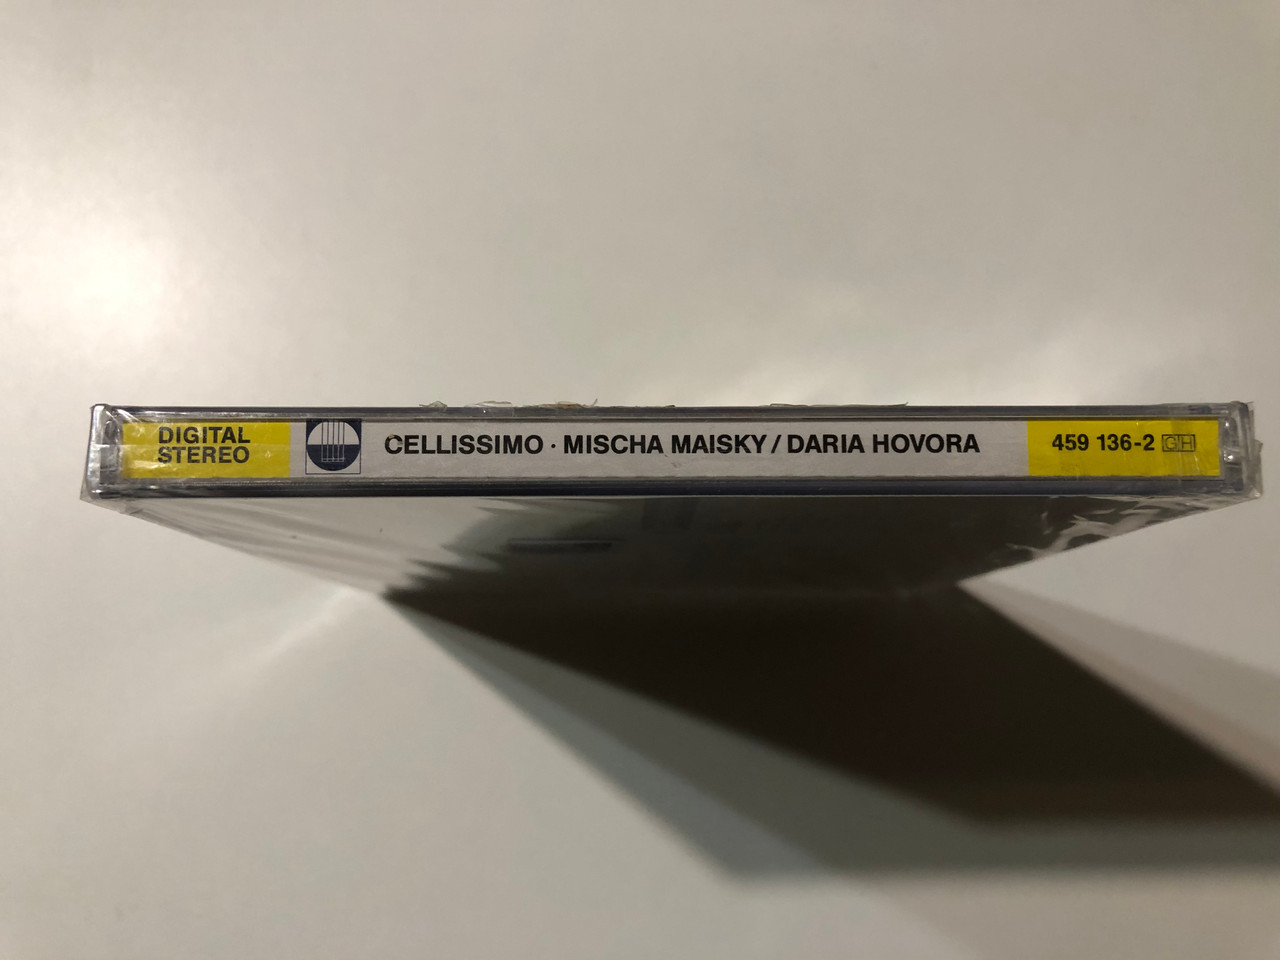 DIGITAL
STEREO
CELLISSIMO · MISCHA MAISKY / DARIA HOVORA
459 136-2 GH